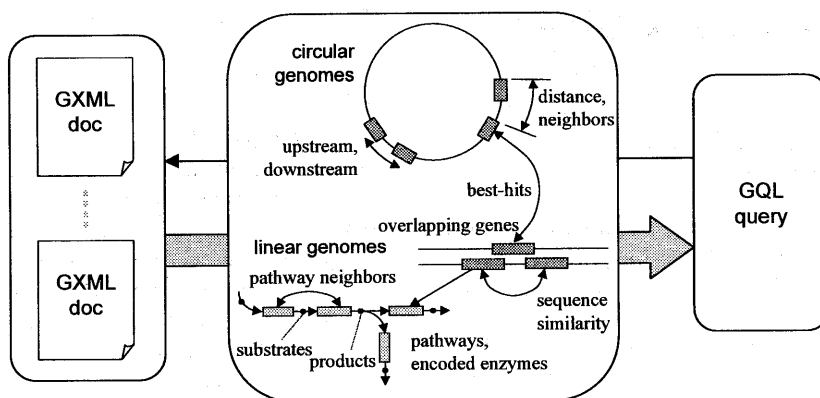 GXML
doc
GXML
doc
circular
genomes
distance,
neighbors
upstream,
downstream
best-hits
overlapping genes
linear genomes
pathway neighbors
sequence
similarity
substrates
products
pathways,
encoded enzymes
GQL
query